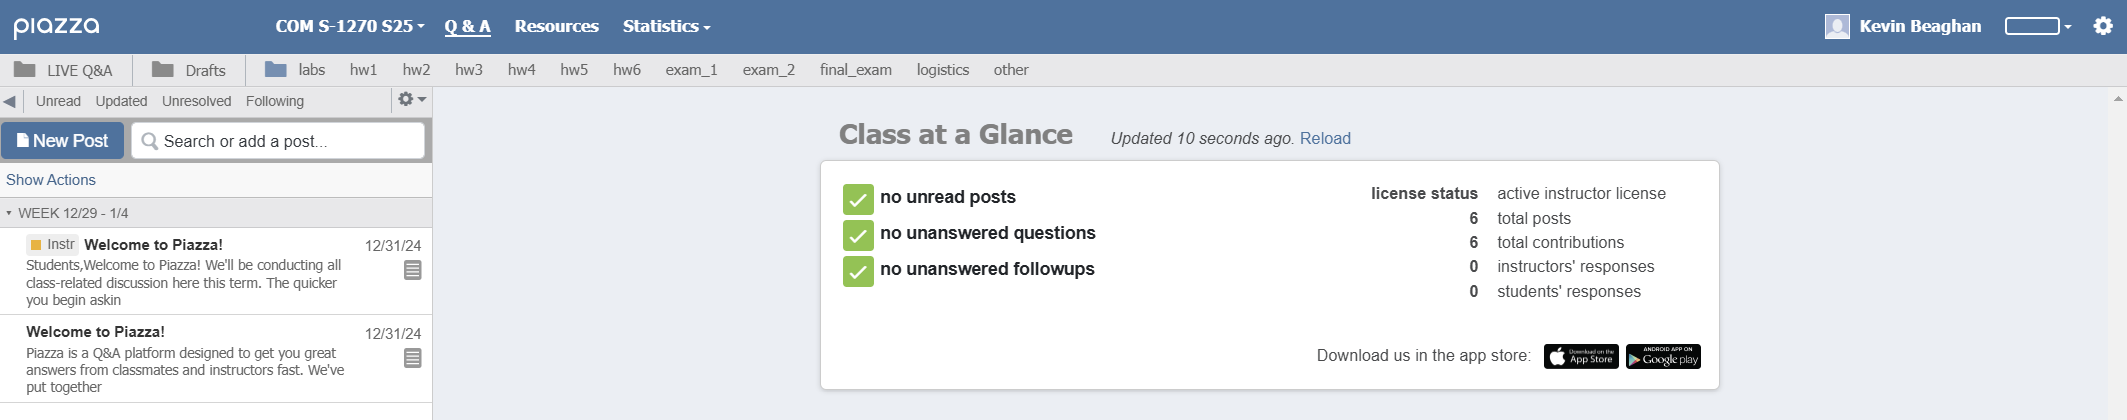 piazza
COM S-1270 S25 Q & A Resources Statistics Kevin Beaghan
LIVE Q&A Drafts labs hw1 hw2 hw3 hw4 hw5 hw6 exam_1 exam_2 final_exam logistics other
Unread Updated Unresolved Following
New Post Search or add a post...
Show Actions
WEEK 12/29 - 1/4
Instr Welcome to Piazza! 12/31/24
Students,Welcome to Piazza! We'll be conducting all
class-related discussion here this term. The quicker
you begin askin
Welcome to Piazza! 12/31/24
Piazza is a Q&A platform designed to get you great
answers from classmates and instructors fast. We've
put together
Class at a Glance Updated 10 seconds ago. Reload
no unread posts
no unanswered questions
no unanswered followups
license status active instructor license
6 total posts
6 total contributions
0 instructors' responses
0 students' responses
Download us in the app store:
Download on the
App Store
ANDROID APP ON
Google play